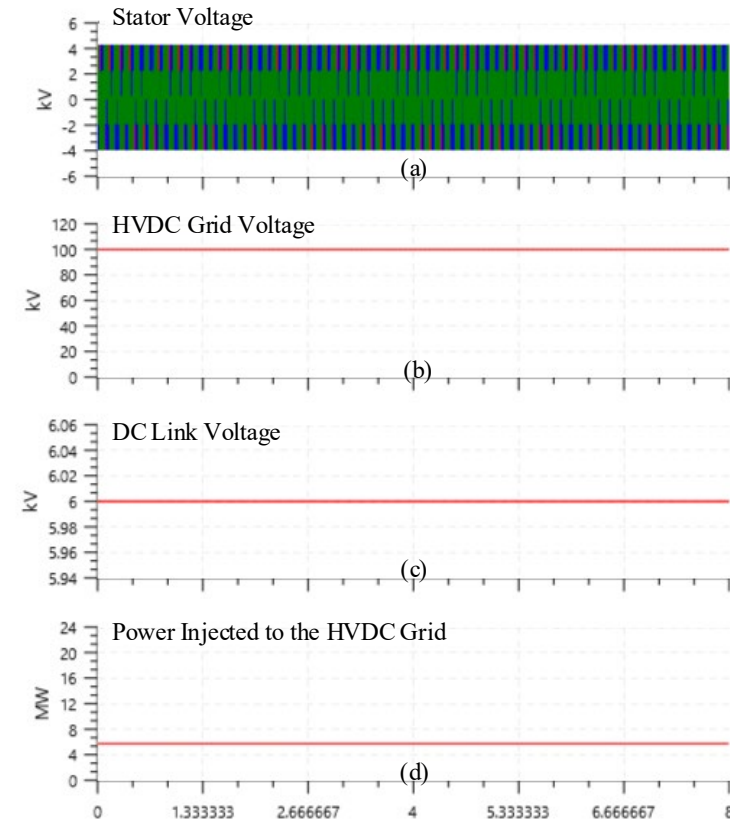 Stator Voltage
6
4
2
0
-2
-4
-6
kV
(a)
HVDC Grid Voltage
120
100
80
60
40
20
0
kV
(b)
DC Link Voltage
6.06
6.04
6.02
6
5.98
5.96
5.94
kV
(c)
Power Injected to the HVDC Grid
24
20
16
12
8
4
0
MW
(d)
0 1.333333 2.666667 4 5.333333 6.666667 8